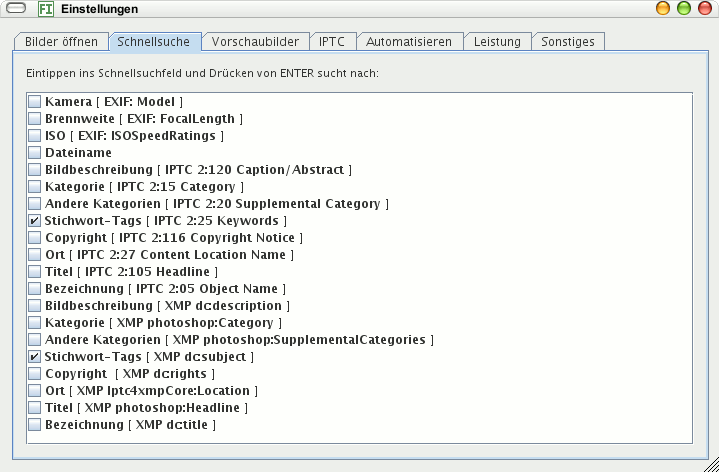 FI Einstellungen
Bilder öffnen Schnellsuche Vorschaubilder IPTC Automatisieren Leistung Sonstiges
Eintippen ins Schnellsuchfeld und Drücken von ENTER sucht nach:
Kamera [ EXIF: Model ]
Brennweite [ EXIF: FocalLength ]
ISO [ EXIF: ISOSpeedRatings ]
Dateiname
Bildbeschreibung [ IPTC 2:120 Caption/Abstract ]
Kategorie [ IPTC 2:15 Category ]
Andere Kategorien [ IPTC 2:20 Supplemental Category ]
Stichwort-Tags [ IPTC 2:25 Keywords ]
Copyright [ IPTC 2:116 Copyright Notice ]
Ort [ IPTC 2:27 Content Location Name ]
Titel [ IPTC 2:105 Headline ]
Bezeichnung [ IPTC 2:05 Object Name ]
Bildbeschreibung [ XMP dc:description ]
Kategorie [ XMP photoshop:Category ]
Andere Kategorien [ XMP photoshop:SupplementalCategories ]
Stichwort-Tags [ XMP dc:subject ]
Copyright [ XMP dc:rights ]
Ort [ XMP Iptc4xmpCore:Location ]
Titel [ XMP photoshop:Headline ]
Bezeichnung [ XMP dc:title ]